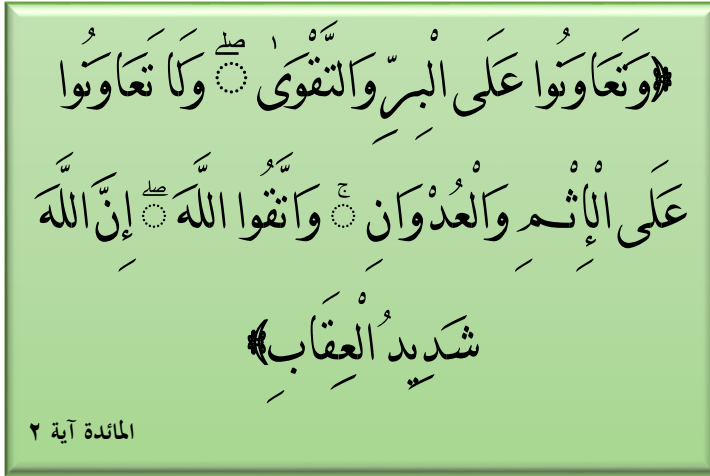 ﴿وَتَعَاوَنُوا عَلَى الْبِرِّ وَالتَّقْوَىٰ ۖ وَلَا تَعَاوَنُوا
عَلَى الْإِثْمِ وَالْعُدْوَانِ ۚ وَاتَّقُوا اللَّهَ ۖ إِنَّ اللَّهَ
شَدِيدُ الْعِقَابِ﴾
المائدة آية ٢